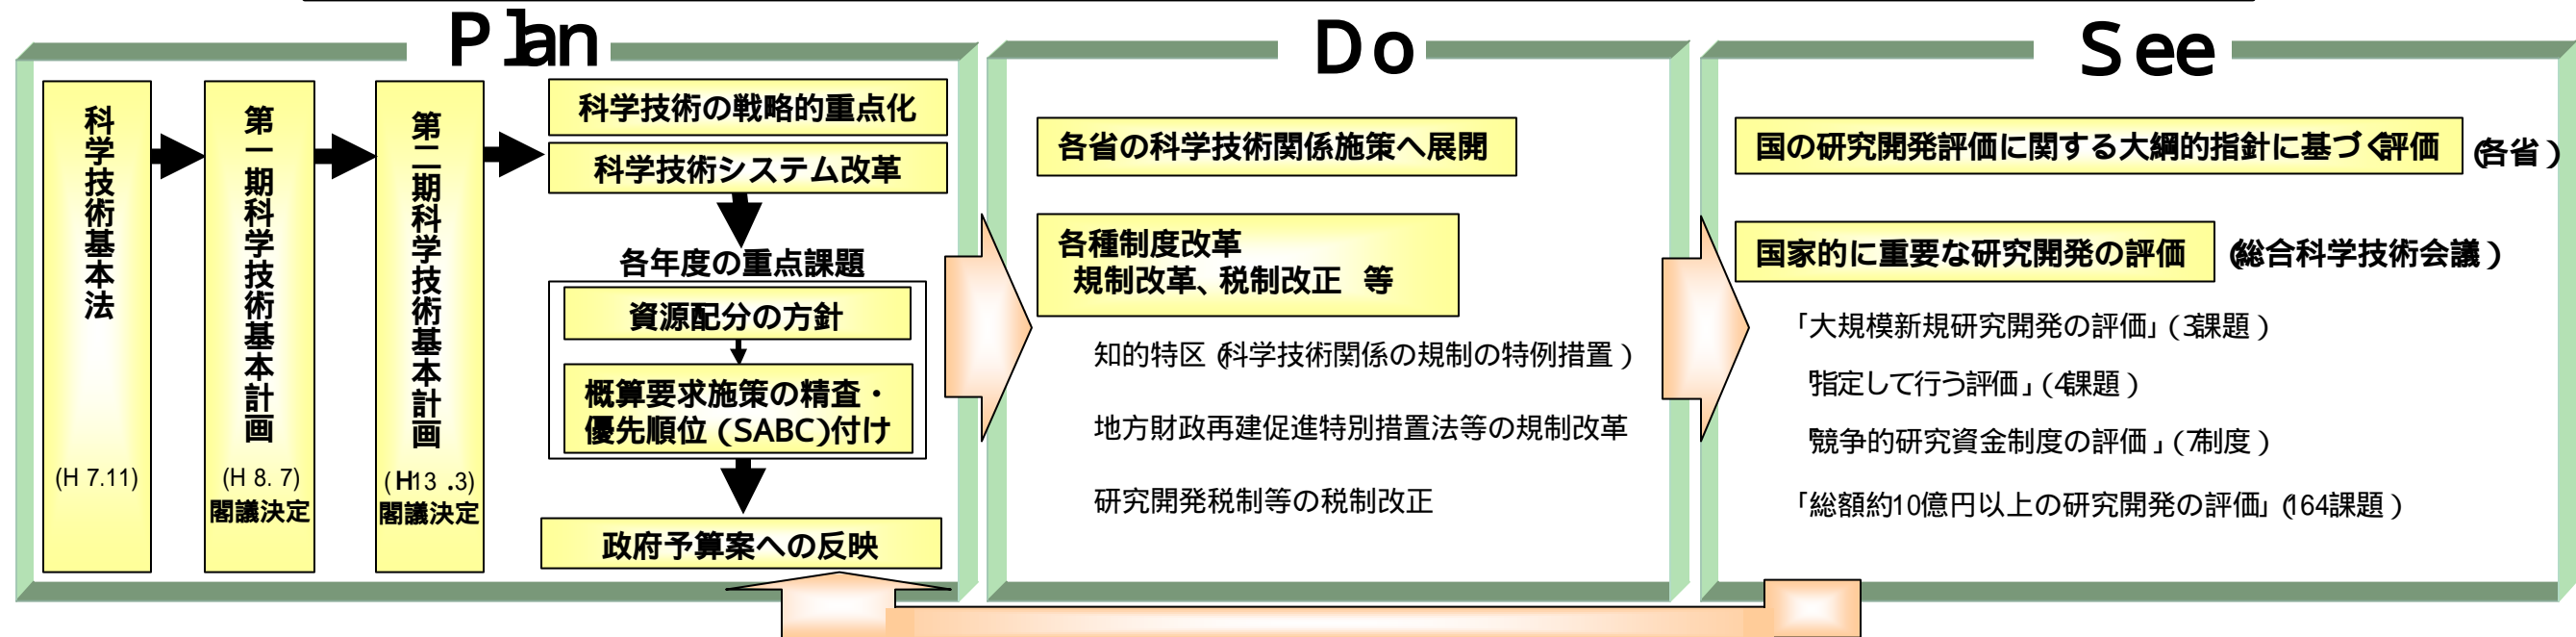 Plan
科学技術基本法
(H 7.11)
第一期科学技術基本計画
(H 8. 7)
閣議決定
第二期科学技術基本計画
(H13 .3)
閣議決定
科学技術の戦略的重点化
科学技術システム改革
各年度の重点課題
資源配分の方針
概算要求施策の精査・
優先順位(SABC)付け
政府予算案への反映
Do
各省の科学技術関係施策へ展開
各種制度改革
規制改革、税制改正 等
知的特区(科学技術関係の規制の特例措置)
地方財政再建促進特別措置法等の規制改革
研究開発税制等の税制改正
See
国の研究開発評価に関する大綱的指針に基づく評価 (各省)
国家的に重要な研究開発の評価 (総合科学技術会議)
「大規模新規研究開発の評価」(3課題)
「指定して行う評価」(4課題)
「競争的研究資金制度の評価」(7制度)
「総額約10億円以上の研究開発の評価」(164課題)